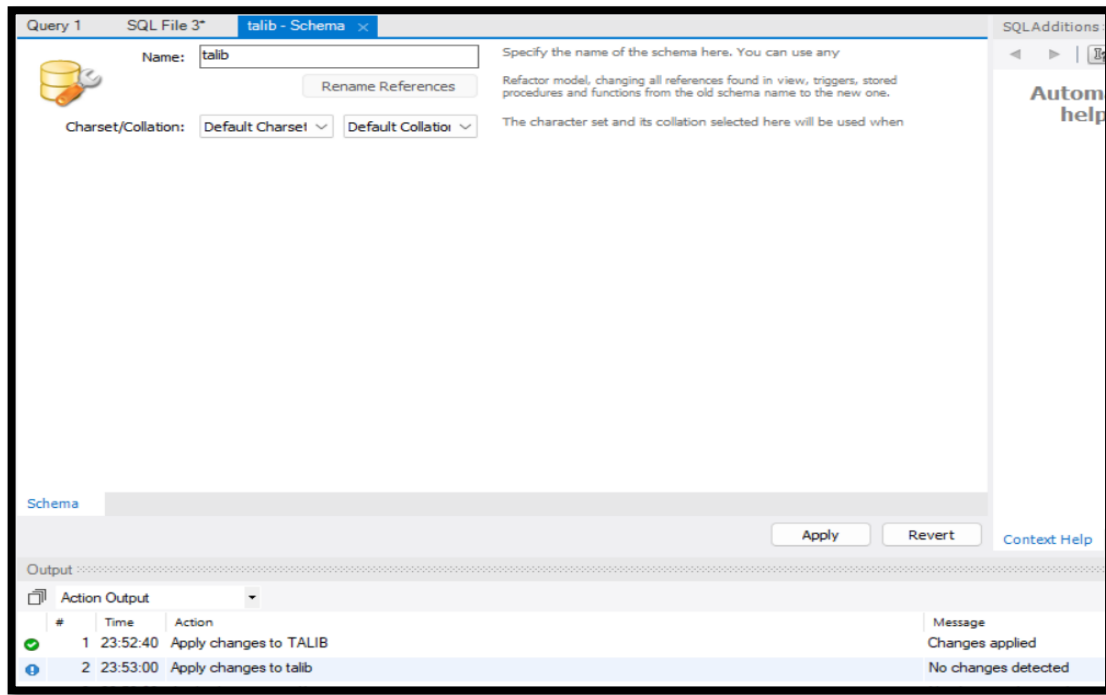 Query 1 SQL File 3* talib - Schema SQLAdditions
Name: talib Specify the name of the schema here. You can use any
Rename References Refactor model, changing all references found in view, triggers, stored
procedures and functions from the old schema name to the new one.
Autom
help
Charset/Collation: Default Charset Default Collation The character set and its collation selected here will be used when
Schema
Apply Revert Context Help
Output
Action Output
# Time Action Message
1 23:52:40 Apply changes to TALIB Changes applied
2 23:53:00 Apply changes to talib No changes detected